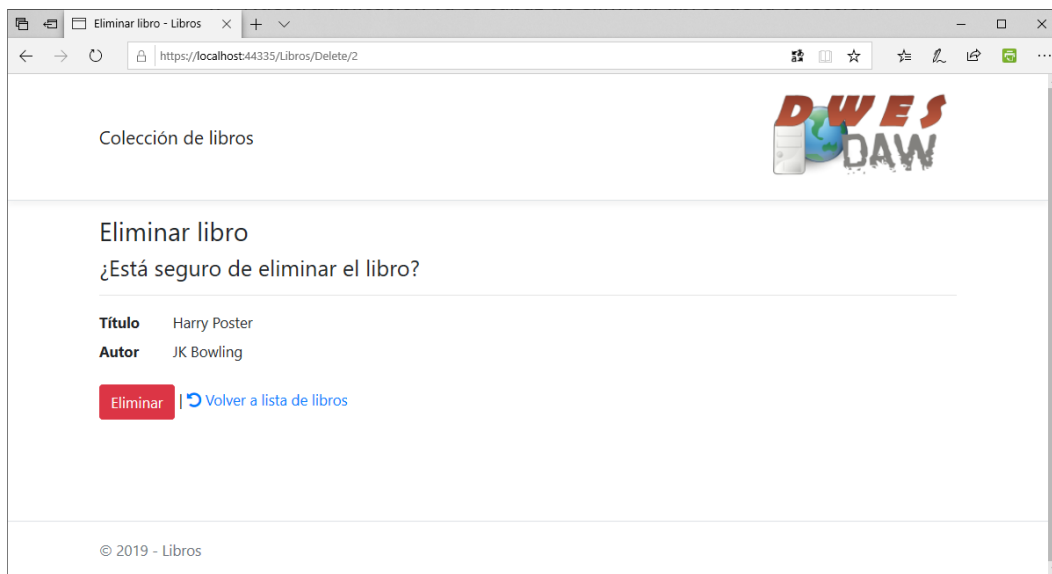 Eliminar libro - Libros
https://localhost:44335/Libros/Delete/2
Colección de libros
DWES
DAW
Eliminar libro
¿Está seguro de eliminar el libro?
Título Harry Poster
Autor JK Bowling
Eliminar | Volver a lista de libros
© 2019 - Libros